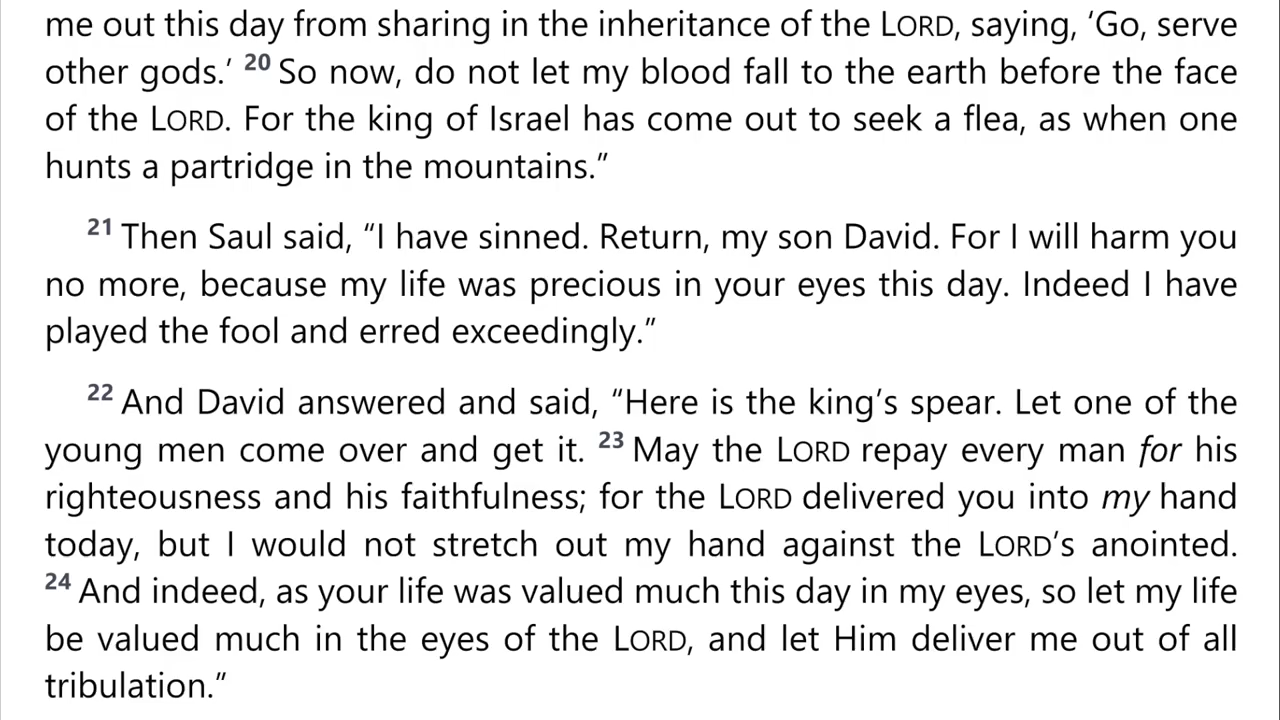 me out this day from sharing in the inheritance of the LORD, saying, ‘Go, serve
other gods.’ 20 So now, do not let my blood fall to the earth before the face
of the LORD. For the king of Israel has come out to seek a flea, as when one
hunts a partridge in the mountains.”
21 Then Saul said, “I have sinned. Return, my son David. For I will harm you
no more, because my life was precious in your eyes this day. Indeed I have
played the fool and erred exceedingly.”
22 And David answered and said, “Here is the king’s spear. Let one of the
young men come over and get it. 23 May the LORD repay every man for his
righteousness and his faithfulness; for the LORD delivered you into my hand
today, but I would not stretch out my hand against the LORD’s anointed.
24 And indeed, as your life was valued much this day in my eyes, so let my life
be valued much in the eyes of the LORD, and let Him deliver me out of all
tribulation.”